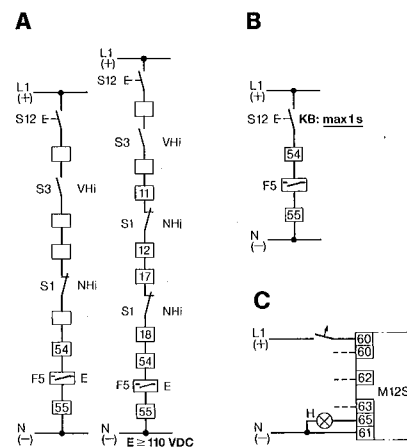 A
L1
(+)
S12 E
S3 VHi
S1 NHi
54
F5 E
55
N
(−)
L1
(+)
S12 E
S3 VHi
11
S1 NHi
12
17
S1 NHi
18
54
F5 E
55
N
(−)
E ≥ 110 VDC
B
L1
(+)
S12 E KB: max1s
54
F5
55
N
(−)
C
L1
(+)
60
60
62
M12S
63
H
65
N
(−)
61